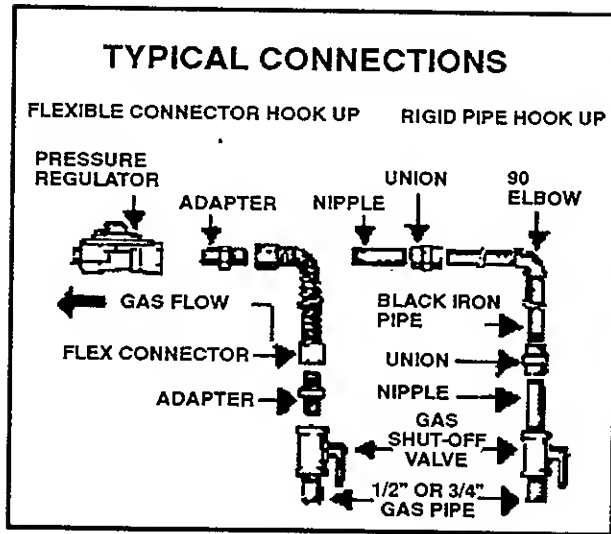 TYPICAL CONNECTIONS
FLEXIBLE CONNECTOR HOOK UP
RIGID PIPE HOOK UP
PRESSURE
REGULATOR
ADAPTER
NIPPLE
UNION
90
ELBOW
GAS FLOW
FLEX CONNECTOR
ADAPTER
BLACK IRON
PIPE
UNION
NIPPLE
GAS
SHUT-OFF
VALVE
1/2" OR 3/4"
GAS PIPE